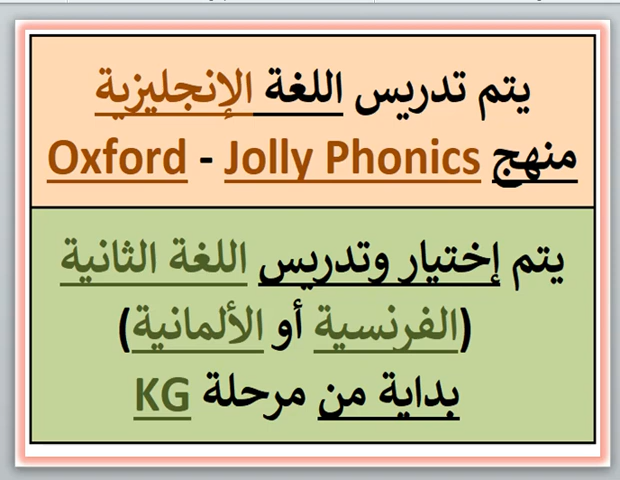 يتم تدريس اللغة الإنجليزية
منهج Oxford - Jolly Phonics
يتم إختيار وتدريس اللغة الثانية
(الفرنسية أو الألمانية)
بداية من مرحلة KG